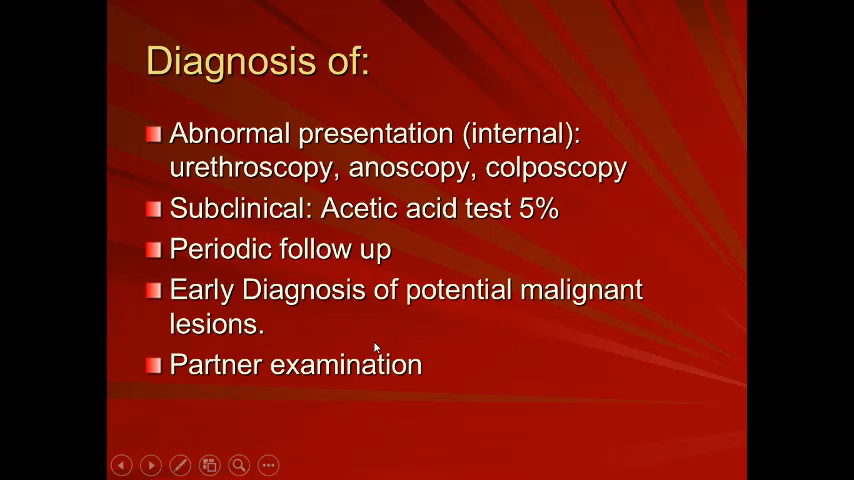 Diagnosis of:
Abnormal presentation (internal):
urethroscopy, anoscopy, colposcopy
Subclinical: Acetic acid test 5%
Periodic follow up
Early Diagnosis of potential malignant
lesions.
Partner examination